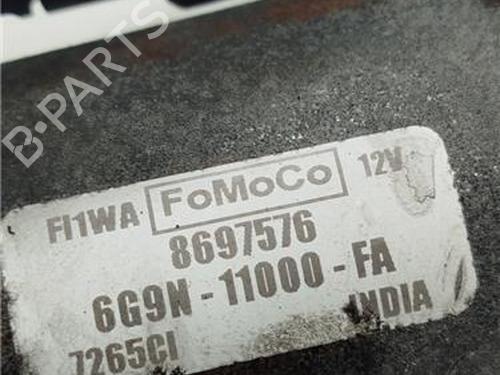 B-PARTS
FI1WA FoMoCo 12V
8697576
6G9N-11000-FA
7265CI INDIA